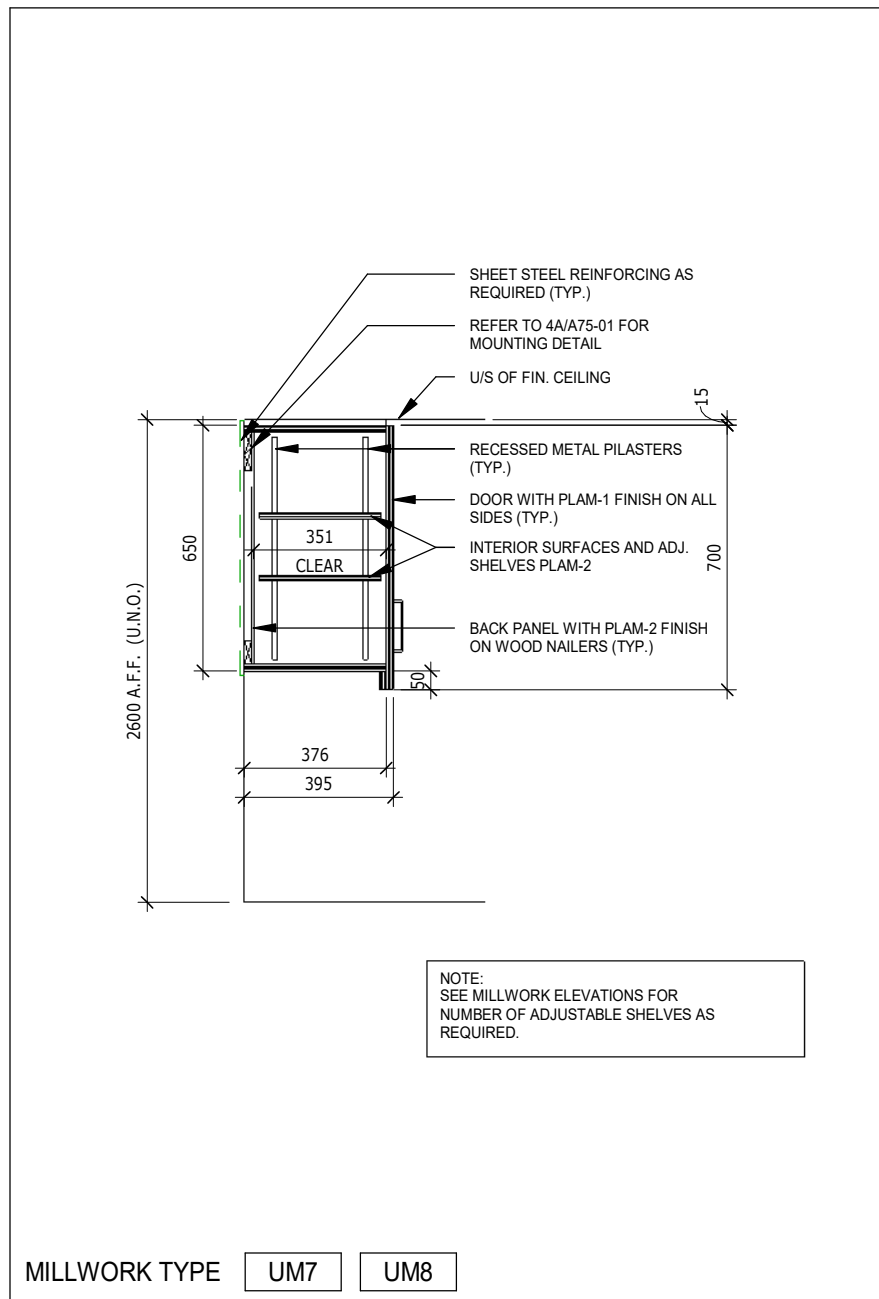 SHEET STEEL REINFORCING AS
REQUIRED (TYP.)
REFER TO 4A/A75-01 FOR
MOUNTING DETAIL
U/S OF FIN. CEILING
15
RECESSED METAL PILASTERS
(TYP.)
DOOR WITH PLAM-1 FINISH ON ALL
SIDES (TYP.)
INTERIOR SURFACES AND ADJ.
SHELVES PLAM-2
BACK PANEL WITH PLAM-2 FINISH
ON WOOD NAILERS (TYP.)
351
CLEAR
650
700
2600 A.F.F. (U.N.O.)
50
376
395
NOTE:
SEE MILLWORK ELEVATIONS FOR
NUMBER OF ADJUSTABLE SHELVES AS
REQUIRED.
MILLWORK TYPE UM7 UM8